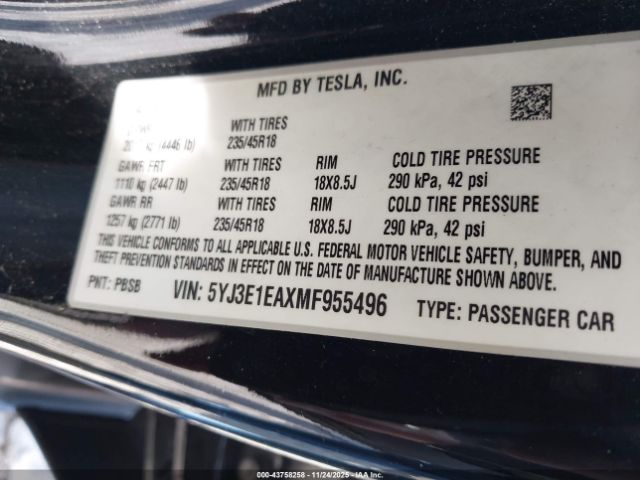 MFD BY TESLA, INC.
(4446 lb) WITH TIRES 235/45R18
GAWR FRT WITH TIRES RIM COLD TIRE PRESSURE
1110 kg (2447 lb) 235/45R18 18X8.5J 290 kPa, 42 psi
GAWR RR WITH TIRES RIM COLD TIRE PRESSURE
1257 kg (2771 lb) 235/45R18 18X8.5J 290 kPa, 42 psi
THIS VEHICLE CONFORMS TO ALL APPLICABLE U.S. FEDERAL MOTOR VEHICLE SAFETY, BUMPER, AND
THEFT PREVENTION STANDARDS IN EFFECT ON THE DATE OF MANUFACTURE SHOWN ABOVE.
PNT: PBSB VIN: 5YJ3E1EAXMF955496 TYPE: PASSENGER CAR
000-43758258 - 11/24/2025 - IAAI.COM